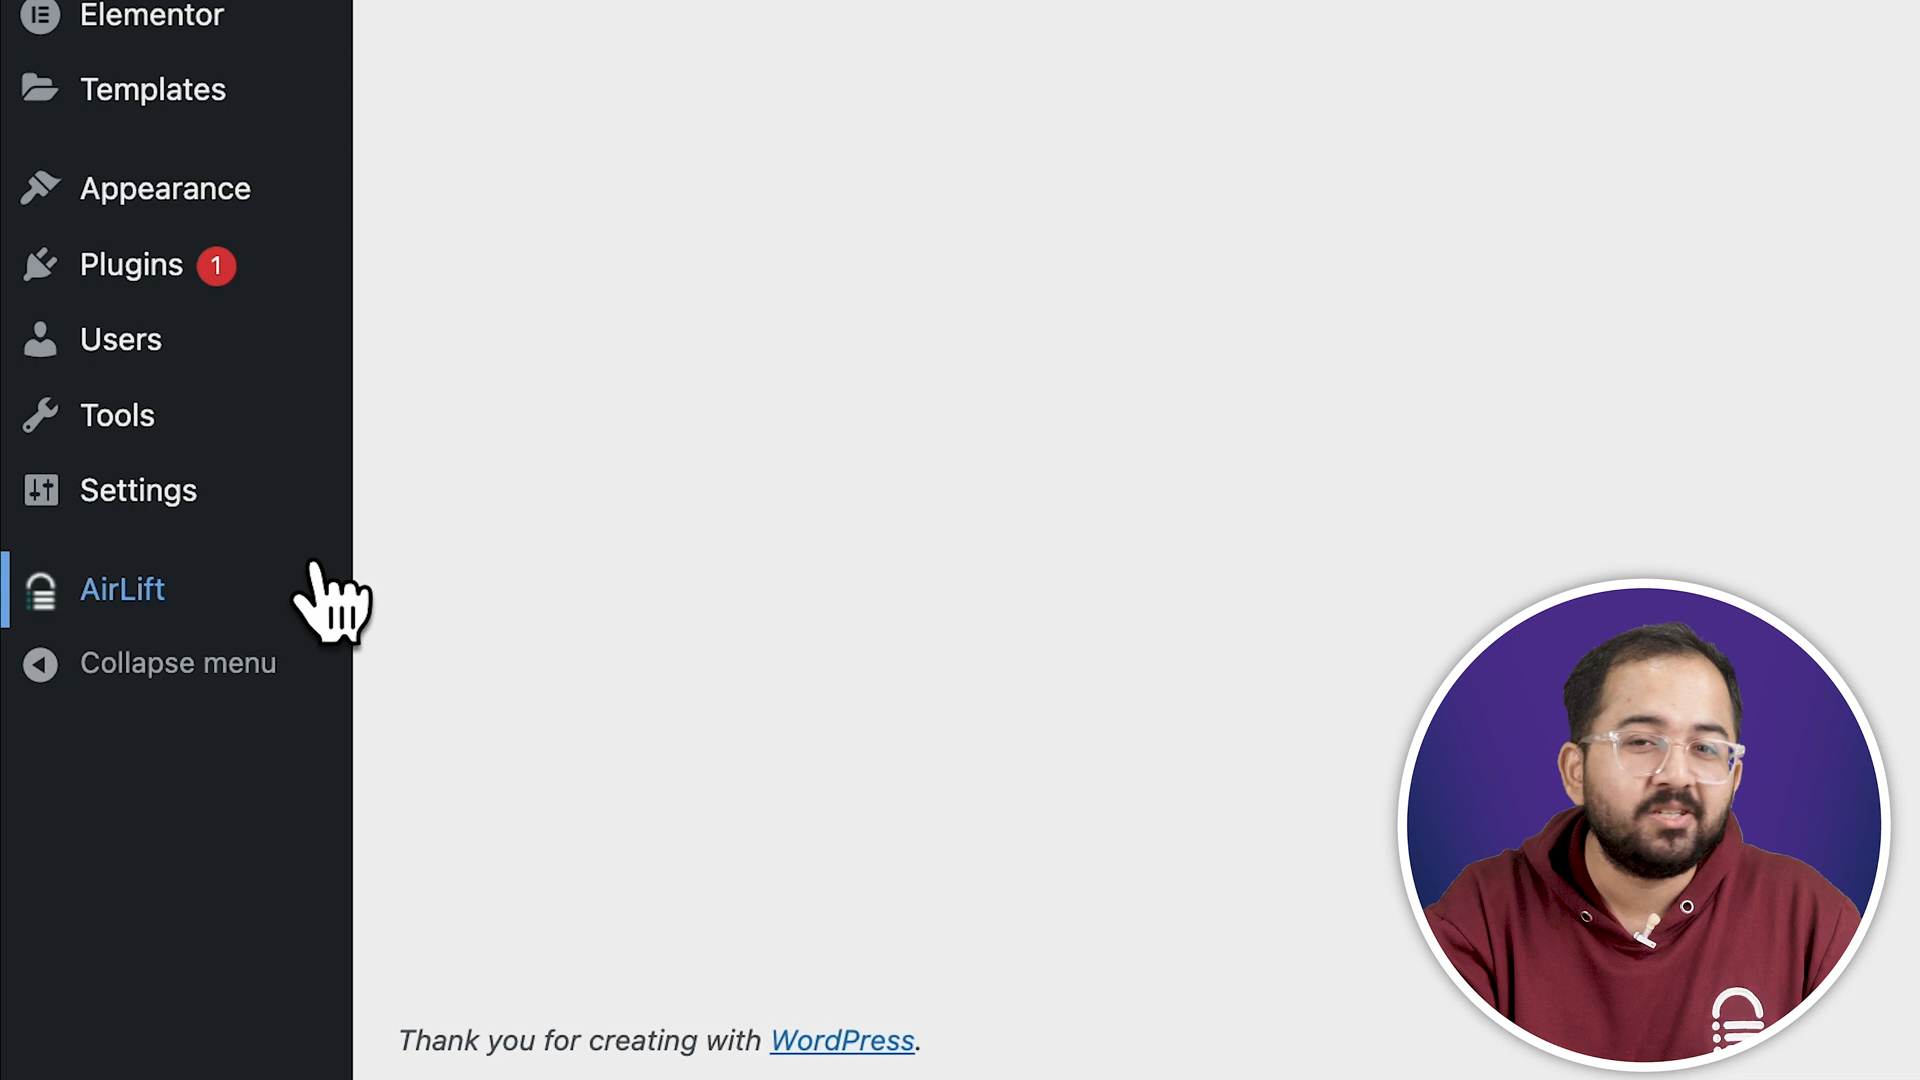 Elementor
Templates
Appearance
Plugins 1
Users
Tools
Settings
AirLift
Collapse menu
Thank you for creating with WordPress.